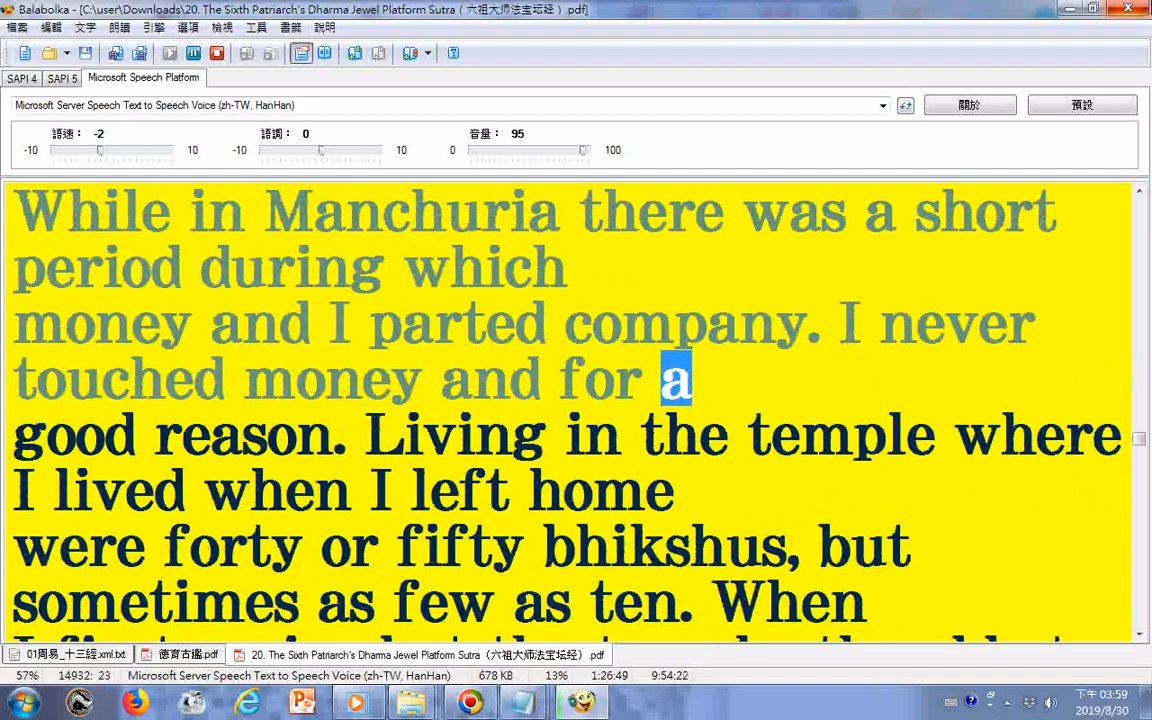 Balabolka - [C:\user\Downloads\20. The Sixth Patriarch's Dharma Jewel Platform Sutra（六祖大师法宝坛经）.pdf]
檔案 編輯 文字 朗讀 引擎 選項 檢視 工具 書籤 說明
SAPI 4 SAPI 5 Microsoft Speech Platform
Microsoft Server Speech Text to Speech Voice (zh-TW, HanHan) 關於 預設
語速： -2 語調： 0 音量： 95
-10 10 -10 10 0 100
While in Manchuria there was a short
period during which
money and I parted company. I never
touched money and for a
good reason. Living in the temple where
I lived when I left home
were forty or fifty bhikshus, but
sometimes as few as ten. When
01周易_十三經.xml.txt 德育古鑑.pdf 20. The Sixth Patriarch's Dharma Jewel Platform Sutra（六祖大师法宝坛经）.pdf
57% 14932: 23 Microsoft Server Speech Text to Speech Voice (zh-TW, HanHan) 678 KB 13% 1:26:49 9:54:22
下午 03:59
2019/8/30